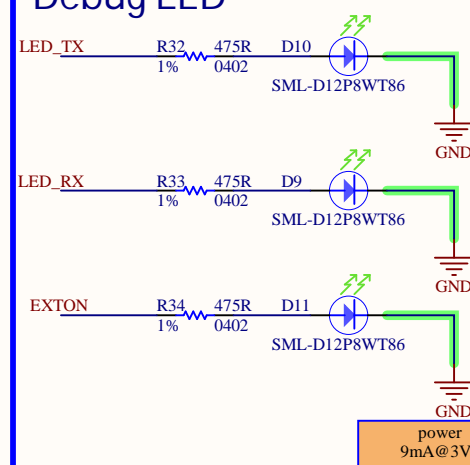 Debug LED
LED_TX R32 475R D10
1% 0402
SML-D12P8WT86
GND
LED_RX R33 475R D9
1% 0402
SML-D12P8WT86
GND
EXTON R34 475R D11
1% 0402
SML-D12P8WT86
GND
power
9mA@3V